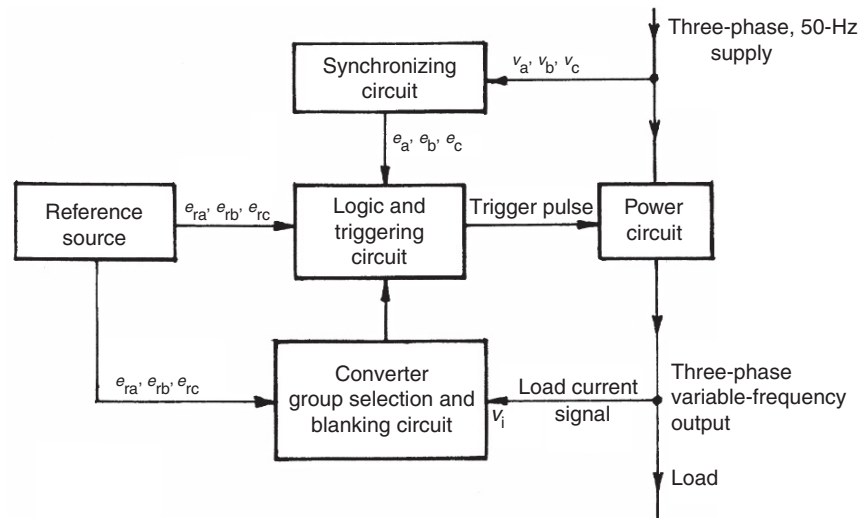 Three-phase, 50-Hz
supply
Synchronizing
circuit
va, vb, vc
ea, eb, ec
Reference
source
era, erb, erc
Logic and
triggering
circuit
Trigger pulse
Power
circuit
era, erb, erc
Converter
group selection and
blanking circuit
Load current
signal
vi
Three-phase
variable-frequency
output
Load